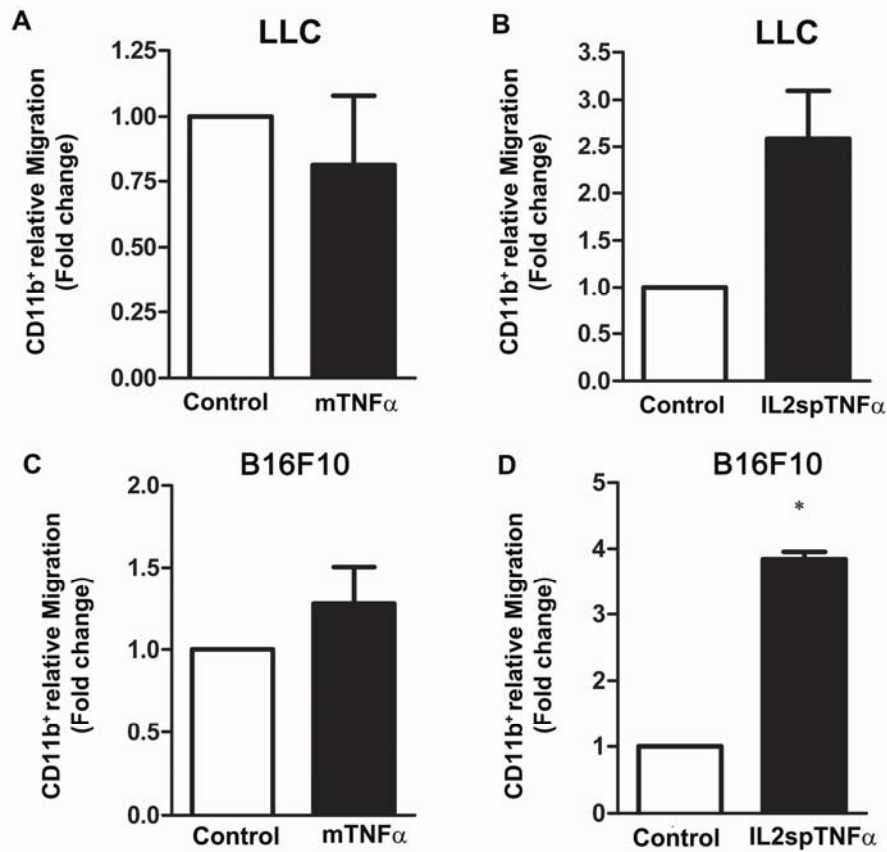 A
LLC
CD11b⁺ relative Migration
(Fold change)
1.25
1.00
0.75
0.50
0.25
0.00
Control
mTNFα
B
LLC
CD11b⁺ relative Migration
(Fold change)
3.5
3.0
2.5
2.0
1.5
1.0
0.5
0.0
Control
IL2spTNFα
C
B16F10
CD11b⁺ relative Migration
(Fold change)
2.0
1.5
1.0
0.5
0.0
Control
mTNFα
D
B16F10
CD11b⁺ relative Migration
(Fold change)
5
4
3
2
1
0
*
Control
IL2spTNFα